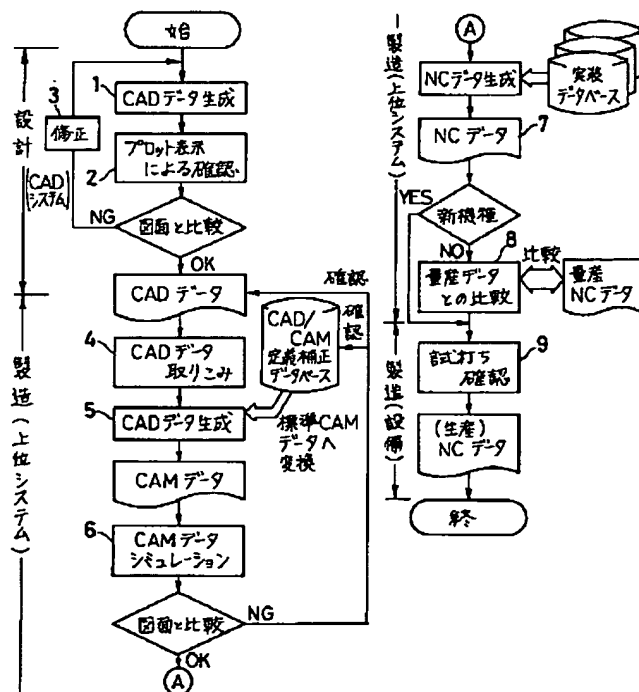 始
1
CADデータ生成
2
プロット表示
による確認
3
修正
NG
図面と比較
OK
設計
(CADシステム)
CADデータ
確認
確認
4
CADデータ
取りこみ
CAD/
CAM
定義補正
データベース
5
CADデータ生成
標準CAM
データへ
変換
CAMデータ
6
CAMデータ
シミュレーション
図面と比較
NG
OK
A
製造(上位システム)
A
NCデータ生成
実装
データベース
7
NCデータ
YES
新機種
NO
8
量産データ
との比較
比較
量産
NCデータ
製造(上位システム)
9
試打ち
確認
(生産)
NCデータ
製造(設備)
終